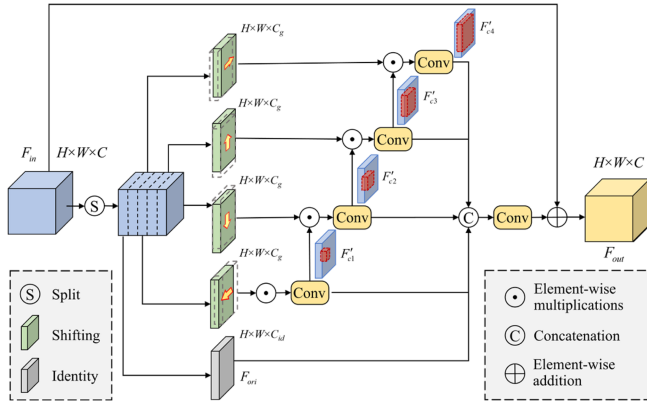 H×W×C_g
F'_c4
Conv
F'_c3
H×W×C_g
Conv
F_in
H×W×C
H×W×C_g
F'_c2
H×W×C
S
Conv
C
Conv
F_out
H×W×C_g
F'_c1
Conv
H×W×C_id
F_ori
S Split
Shifting
Identity
Element-wise
multiplications
C Concatenation
Element-wise
addition